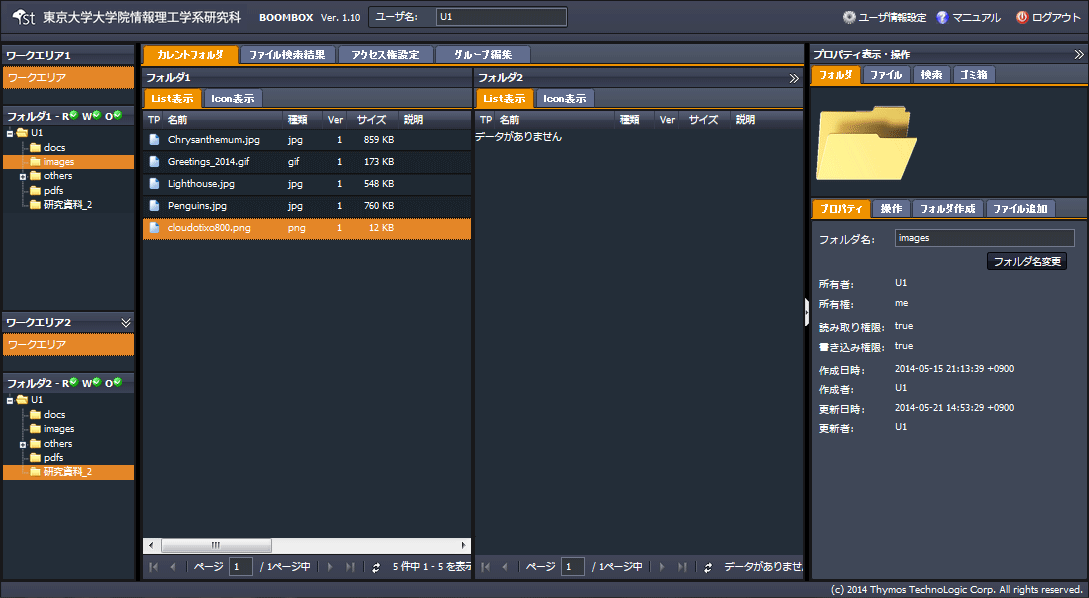 ist 東京大学大学院情報理工学系研究科 BOOMBOX Ver. 1.10 ユーザ名: U1 ユーザ情報設定 マニュアル ログアウト
ワークエリア1
ワークエリア
フォルダ1 - R W O
U1
docs
images
others
pdfs
研究資料_2
ワークエリア2
ワークエリア
フォルダ2 - R W O
U1
docs
images
others
pdfs
研究資料_2
カレントフォルダ ファイル検索結果 アクセス権設定 グループ編集
フォルダ1
List表示 Icon表示
TP 名前 種類 Ver サイズ 説明
Chrysanthemum.jpg jpg 1 859 KB
Greetings_2014.gif gif 1 173 KB
Lighthouse.jpg jpg 1 548 KB
Penguins.jpg jpg 1 760 KB
cloudotixo800.png png 1 12 KB
ページ 1 / 1ページ中 5 件中 1 - 5 を表示
フォルダ2
List表示 Icon表示
TP 名前 種類 Ver サイズ 説明
データがありません
ページ 1 / 1ページ中 データがありませ
プロパティ表示・操作
フォルダ ファイル 検索 ゴミ箱
プロパティ 操作 フォルダ作成 ファイル追加
フォルダ名: images
フォルダ名変更
所有者: U1
所有権: me
読み取り権限: true
書き込み権限: true
作成日時: 2014-05-15 21:13:39 +0900
作成者: U1
更新日時: 2014-05-21 14:53:29 +0900
更新者: U1
(c) 2014 Thymos TechnoLogic Corp. All rights reserved.